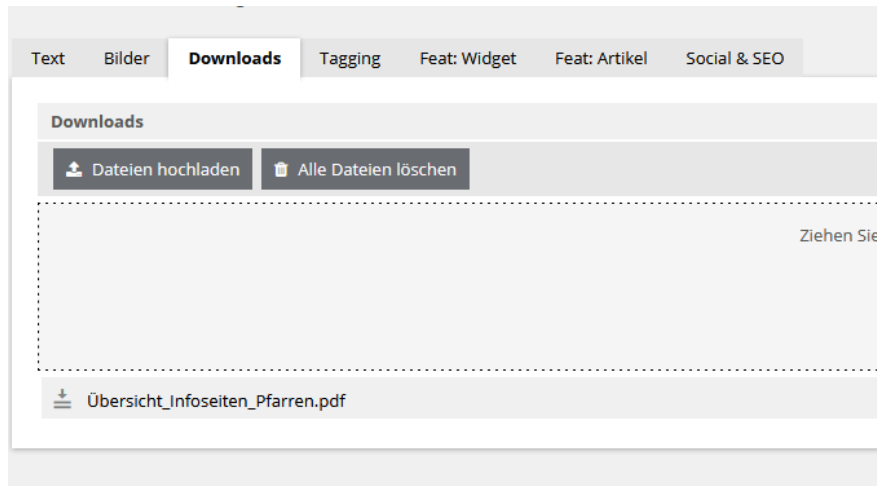 Text Bilder Downloads Tagging Feat: Widget Feat: Artikel Social & SEO
Downloads
Dateien hochladen Alle Dateien löschen
Ziehen Sie
Übersicht_Infoseiten_Pfarren.pdf